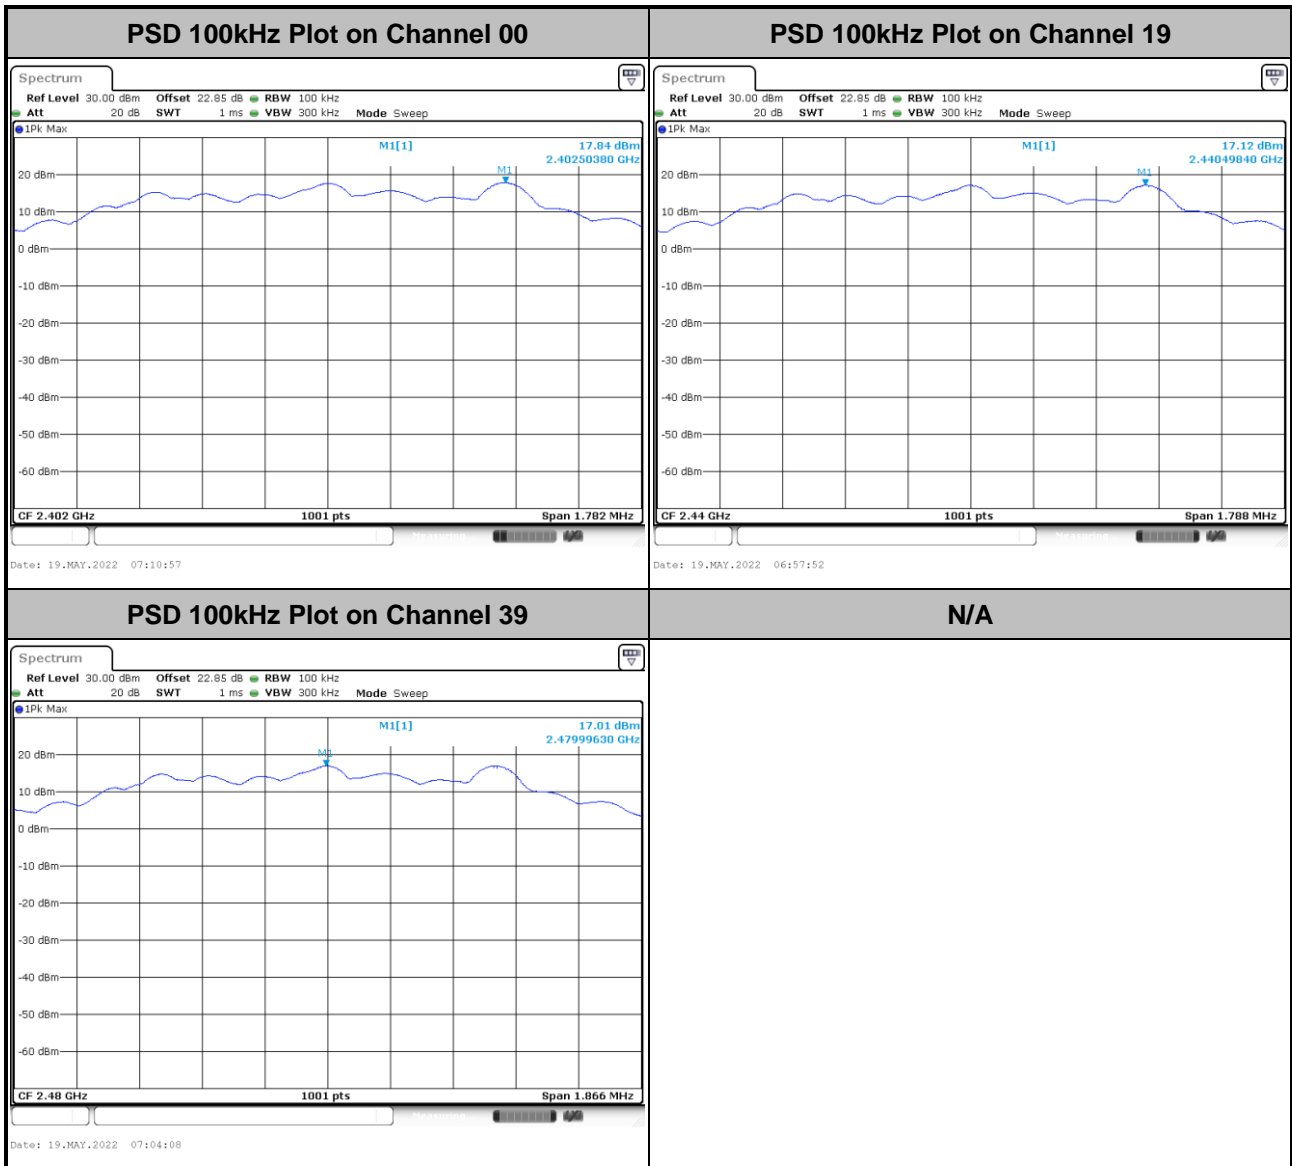 PSD 100kHz Plot on Channel 00
Spectrum
Ref Level 30.00 dBm Offset 22.85 dB RBW 100 kHz
Att 20 dB SWT 1 ms VBW 300 kHz Mode Sweep
1Pk Max
M1[1] 17.84 dBm
2.40250380 GHz
M1
20 dBm
10 dBm
0 dBm
-10 dBm
-20 dBm
-30 dBm
-40 dBm
-50 dBm
-60 dBm
CF 2.402 GHz 1001 pts Span 1.782 MHz
Measuring...
Date: 19.MAY.2022 07:10:57
PSD 100kHz Plot on Channel 19
Spectrum
Ref Level 30.00 dBm Offset 22.85 dB RBW 100 kHz
Att 20 dB SWT 1 ms VBW 300 kHz Mode Sweep
1Pk Max
M1[1] 17.12 dBm
2.44049840 GHz
M1
20 dBm
10 dBm
0 dBm
-10 dBm
-20 dBm
-30 dBm
-40 dBm
-50 dBm
-60 dBm
CF 2.44 GHz 1001 pts Span 1.788 MHz
Measuring...
Date: 19.MAY.2022 06:57:52
PSD 100kHz Plot on Channel 39
Spectrum
Ref Level 30.00 dBm Offset 22.85 dB RBW 100 kHz
Att 20 dB SWT 1 ms VBW 300 kHz Mode Sweep
1Pk Max
M1[1] 17.01 dBm
2.47999630 GHz
M1
20 dBm
10 dBm
0 dBm
-10 dBm
-20 dBm
-30 dBm
-40 dBm
-50 dBm
-60 dBm
CF 2.48 GHz 1001 pts Span 1.866 MHz
Measuring...
Date: 19.MAY.2022 07:04:08
N/A